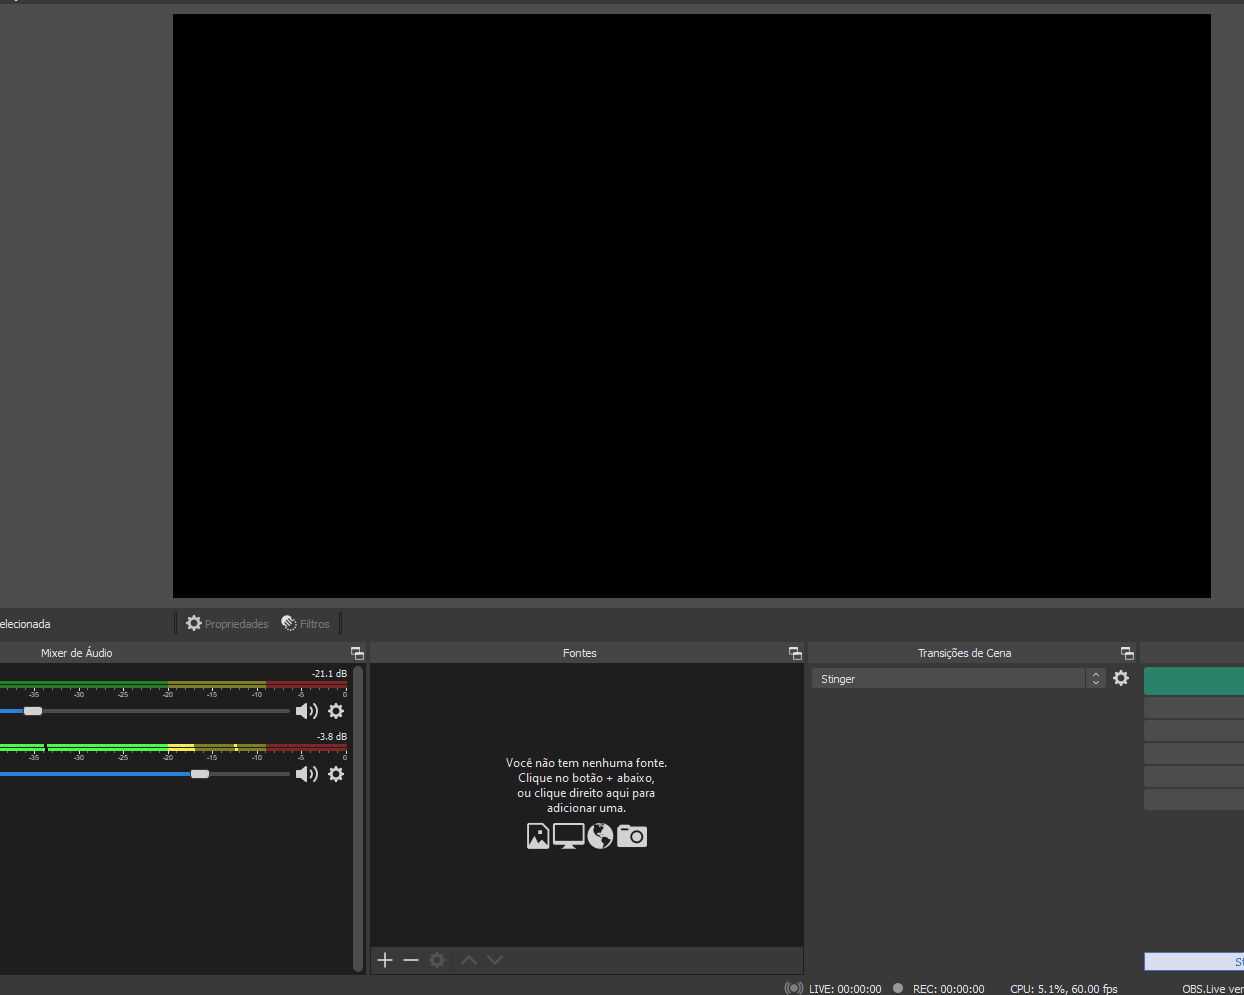 elecionada
Propriedades
Filtros
Mixer de Áudio
-21.1 dB
-35 -30 -25 -20 -15 -10 -5 0
-3.8 dB
-35 -30 -25 -20 -15 -10 -5 0
Fontes
Você não tem nenhuma fonte.
Clique no botão + abaixo,
ou clique direito aqui para
adicionar uma.
Transições de Cena
Stinger
St
LIVE: 00:00:00
REC: 00:00:00
CPU: 5.1%, 60.00 fps
OBS.Live ver